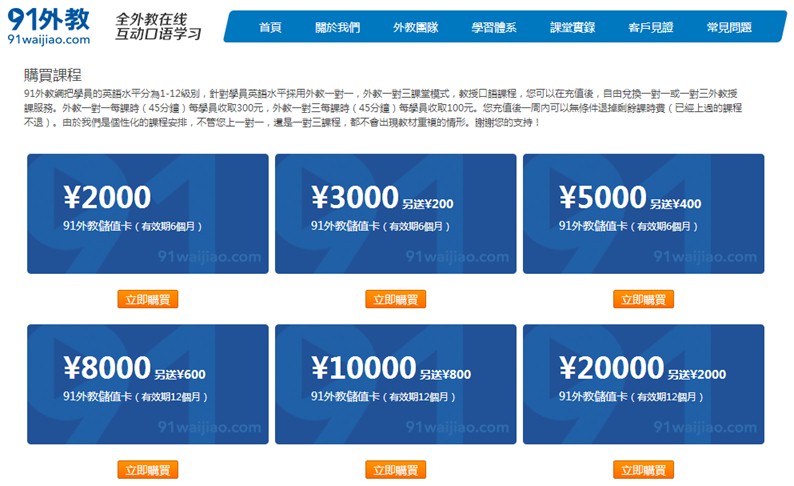 91外教
91waijiao.com
全外教在线
互动口语学习
首頁 關於我們 外教團隊 學習體系 課堂實錄 客戶見證 常見問題
購買課程
91外教網把學員的英語水平分為1-12級別，針對學員英語水平採用外教一對一，外教一對三課堂模式，教授口語課程，您可以在充值後，自由兌換一對一或一對三外教授
課服務。外教一對一每課時（45分鐘）每學員收取300元，外教一對三每課時（45分鐘）每學員收取100元。您充值後一周內可以無條件退掉剩餘課時費（已經上過的課程
不退）。由於我們是個性化的課程安排，不管您上一對一，還是一對三課程，都不會出現教材重複的情形。謝謝您的支持！
¥2000
91外教儲值卡（有效期6個月）
91waijiao.com
立即購買
¥3000 另送¥200
91外教儲值卡（有效期6個月）
91waijiao.com
立即購買
¥5000 另送¥400
91外教儲值卡（有效期6個月）
91waijiao.com
立即購買
¥8000 另送¥600
91外教儲值卡（有效期12個月）
91waijiao.com
立即購買
¥10000 另送¥800
91外教儲值卡（有效期12個月）
91waijiao.com
立即購買
¥20000 另送¥2000
91外教儲值卡（有效期12個月）
91waijiao.com
立即購買